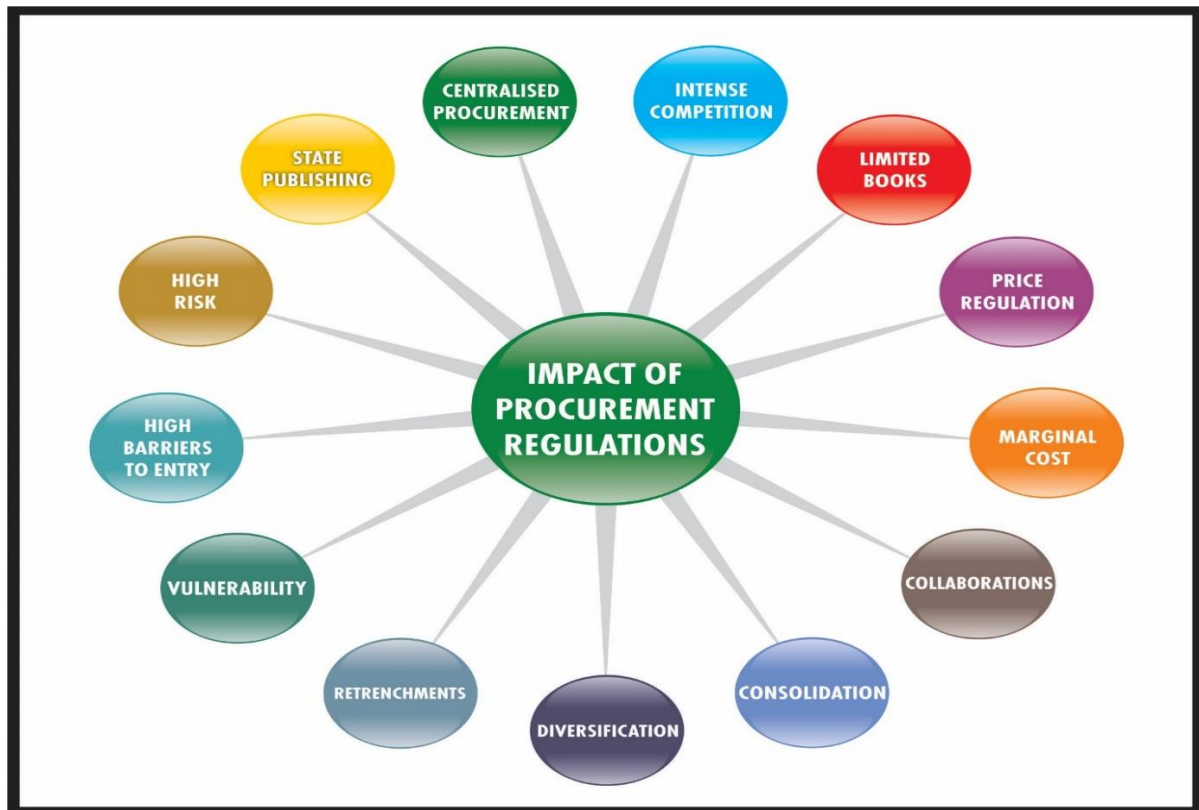 CENTRALISED
PROCUREMENT
INTENSE
COMPETITION
LIMITED
BOOKS
PRICE
REGULATION
MARGINAL
COST
COLLABORATIONS
CONSOLIDATION
DIVERSIFICATION
RETRENCHMENTS
VULNERABILITY
HIGH
BARRIERS
TO ENTRY
HIGH
RISK
STATE
PUBLISHING
IMPACT OF
PROCUREMENT
REGULATIONS